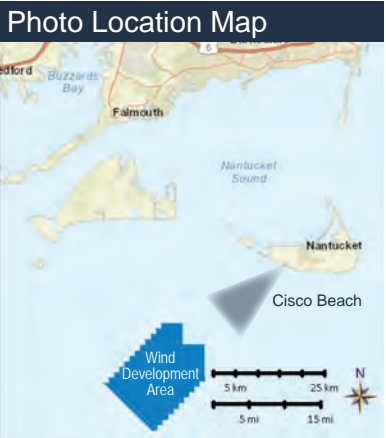 Photo Location Map
6
edford
Buzzards
Bay
Falmouth
Nantucket
Sound
Nantucket
Cisco Beach
Wind
Development
Area
N
5 km
25 km
5 mi
15 mi